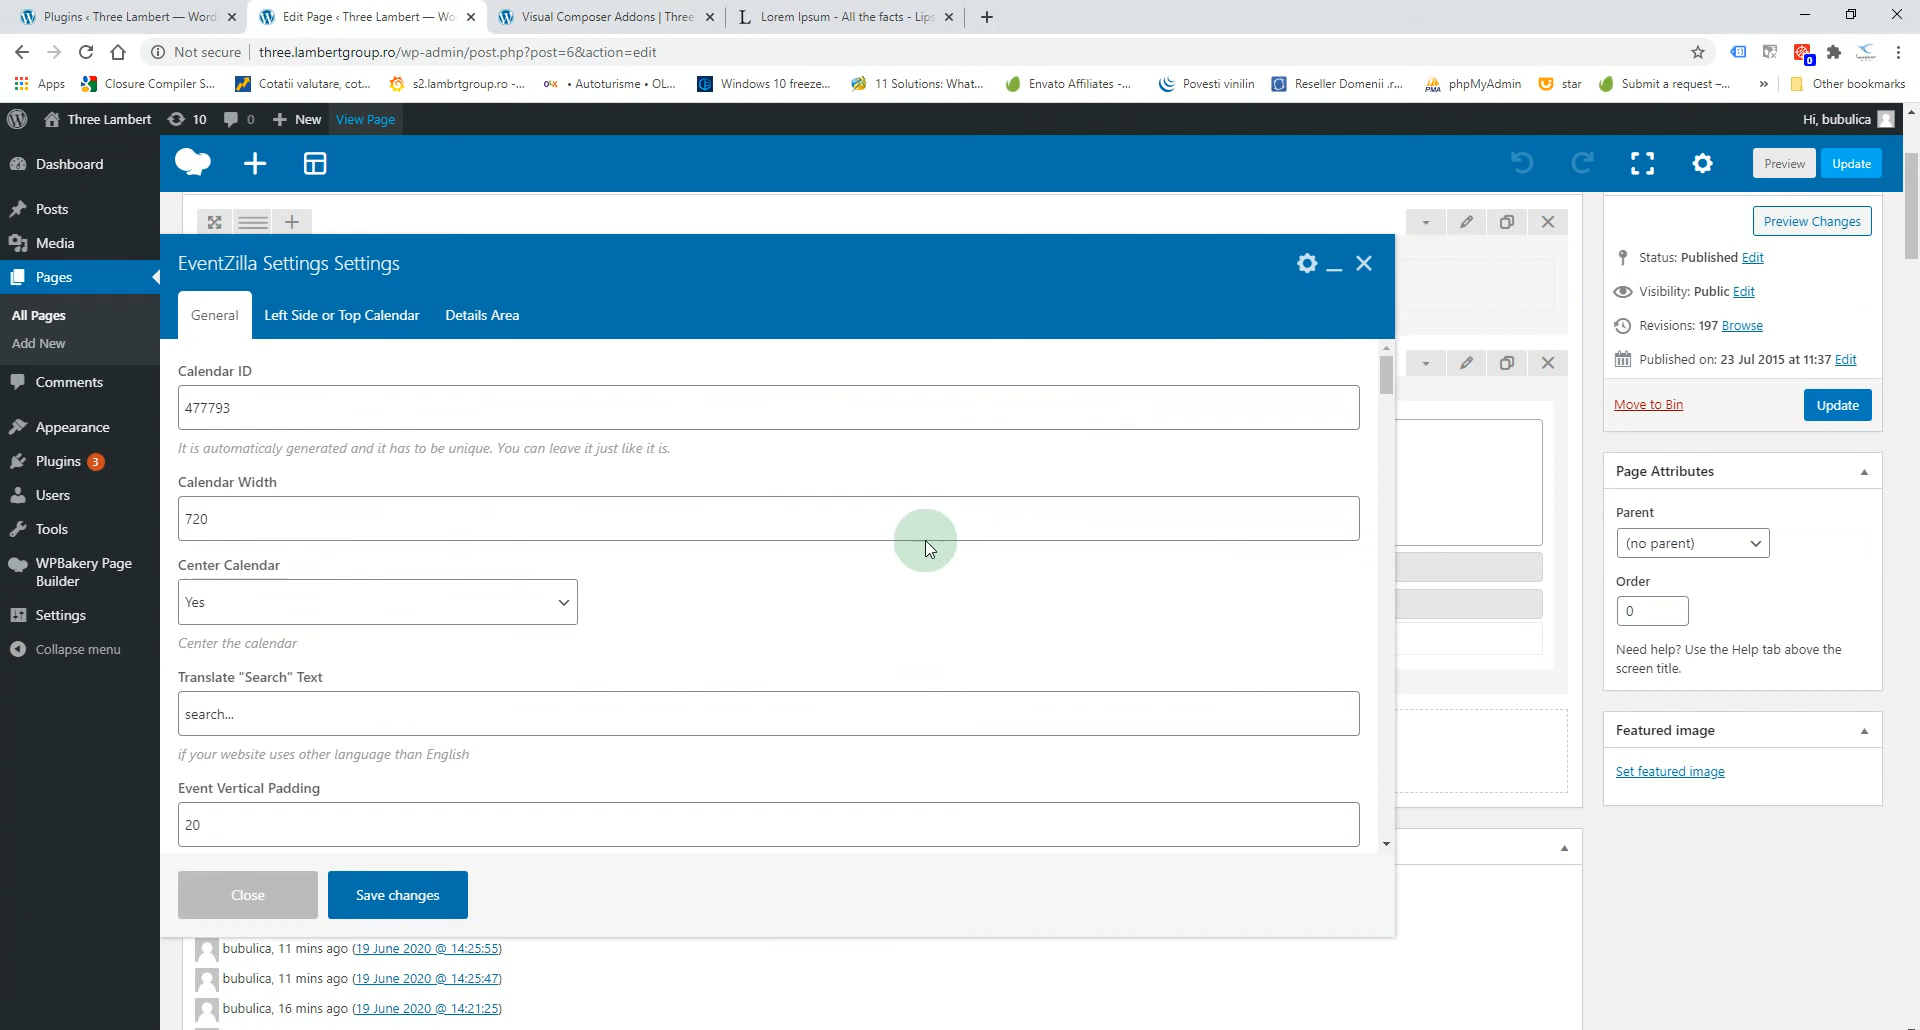 Plugins ‹ Three Lambert — Word
Edit Page ‹ Three Lambert — Wo
Visual Composer Addons | Three
Lorem Ipsum - All the facts - Lips
Not secure
three.lambertgroup.ro/wp-admin/post.php?post=6&action=edit
0
Apps
Closure Compiler S...
Cotatii valutare, cot...
s2.lambrtgroup.ro -...
• Autoturisme • OL...
Windows 10 freeze...
11 Solutions: What...
Envato Affiliates -...
Povesti vinilin
Reseller Domenii .r...
PMA
phpMyAdmin
star
Submit a request –...
»
Other bookmarks
Three Lambert
10
0
New
View Page
Hi, bubulica
Dashboard
Posts
Media
Pages
All Pages
Add New
Comments
Appearance
Plugins 3
Users
Tools
WPBakery Page
Builder
Settings
Collapse menu
Preview
Update
EventZilla Settings Settings
General
Left Side or Top Calendar
Details Area
Calendar ID
477793
It is automaticaly generated and it has to be unique. You can leave it just like it is.
Calendar Width
720
Center Calendar
Yes
Center the calendar
Translate "Search" Text
search...
if your website uses other language than English
Event Vertical Padding
20
Close
Save changes
bubulica, 11 mins ago (19 June 2020 @ 14:25:55)
bubulica, 11 mins ago (19 June 2020 @ 14:25:47)
bubulica, 16 mins ago (19 June 2020 @ 14:21:25)
Preview Changes
Status: Published Edit
Visibility: Public Edit
Revisions: 197 Browse
Published on: 23 Jul 2015 at 11:37 Edit
Move to Bin
Update
Page Attributes
Parent
(no parent)
Order
0
Need help? Use the Help tab above the
screen title.
Featured image
Set featured image